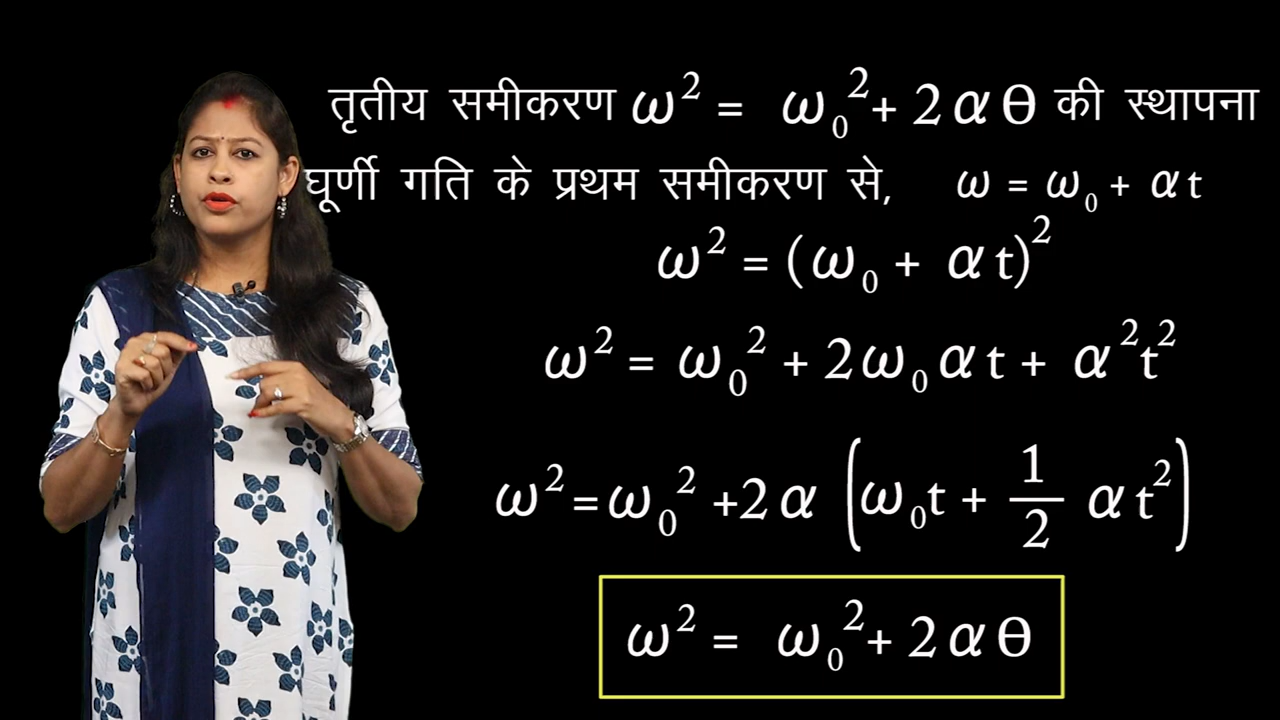 तृतीय समीकरण ω² = ω₀² + 2αθ की स्थापना
घूर्णी गति के प्रथम समीकरण से, ω = ω₀ + αt
ω² = (ω₀ + αt)²
ω² = ω₀² + 2ω₀αt + α²t²
ω² = ω₀² + 2α (ω₀t + 1/2 αt²)
ω² = ω₀² + 2αθ